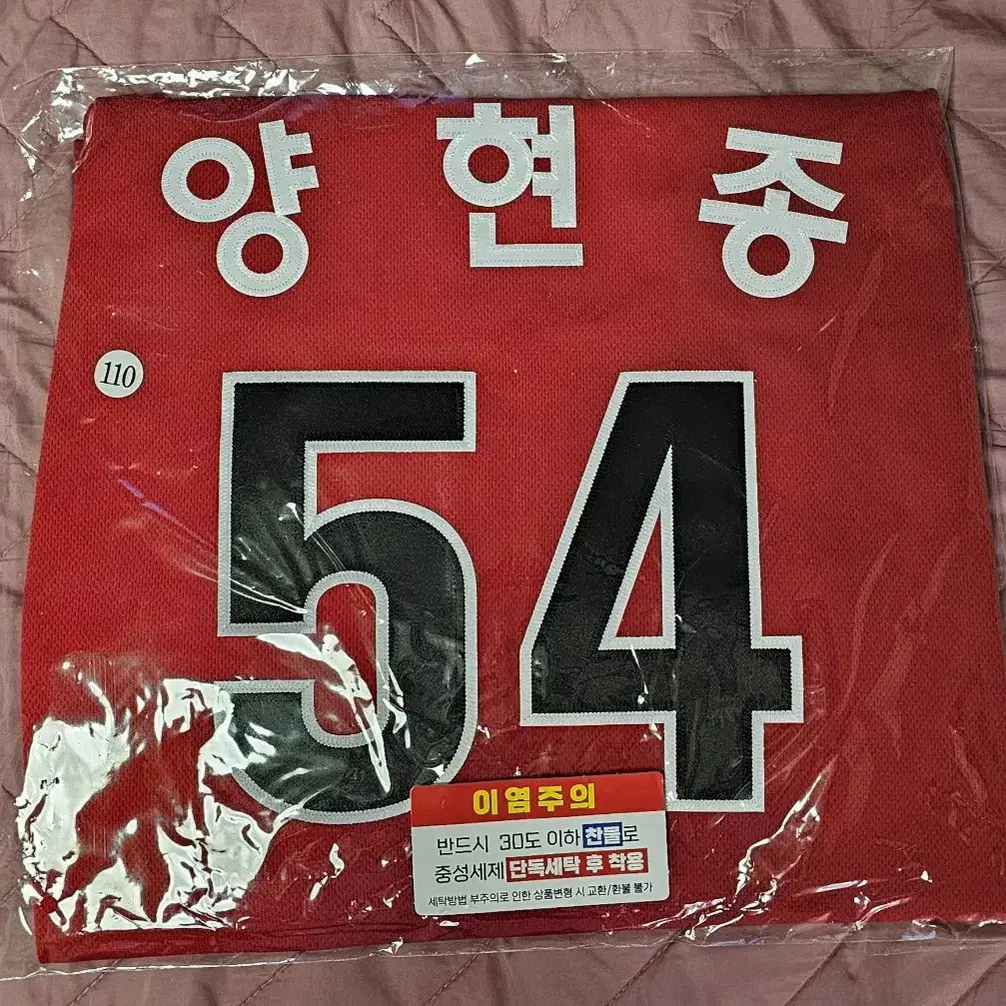 양현종
110
54
이염주의
반드시 30도 이하 찬물로
중성세제 단독세탁 후 착용
세탁방법 부주의로 인한 상품변형 시 교환/환불 불가